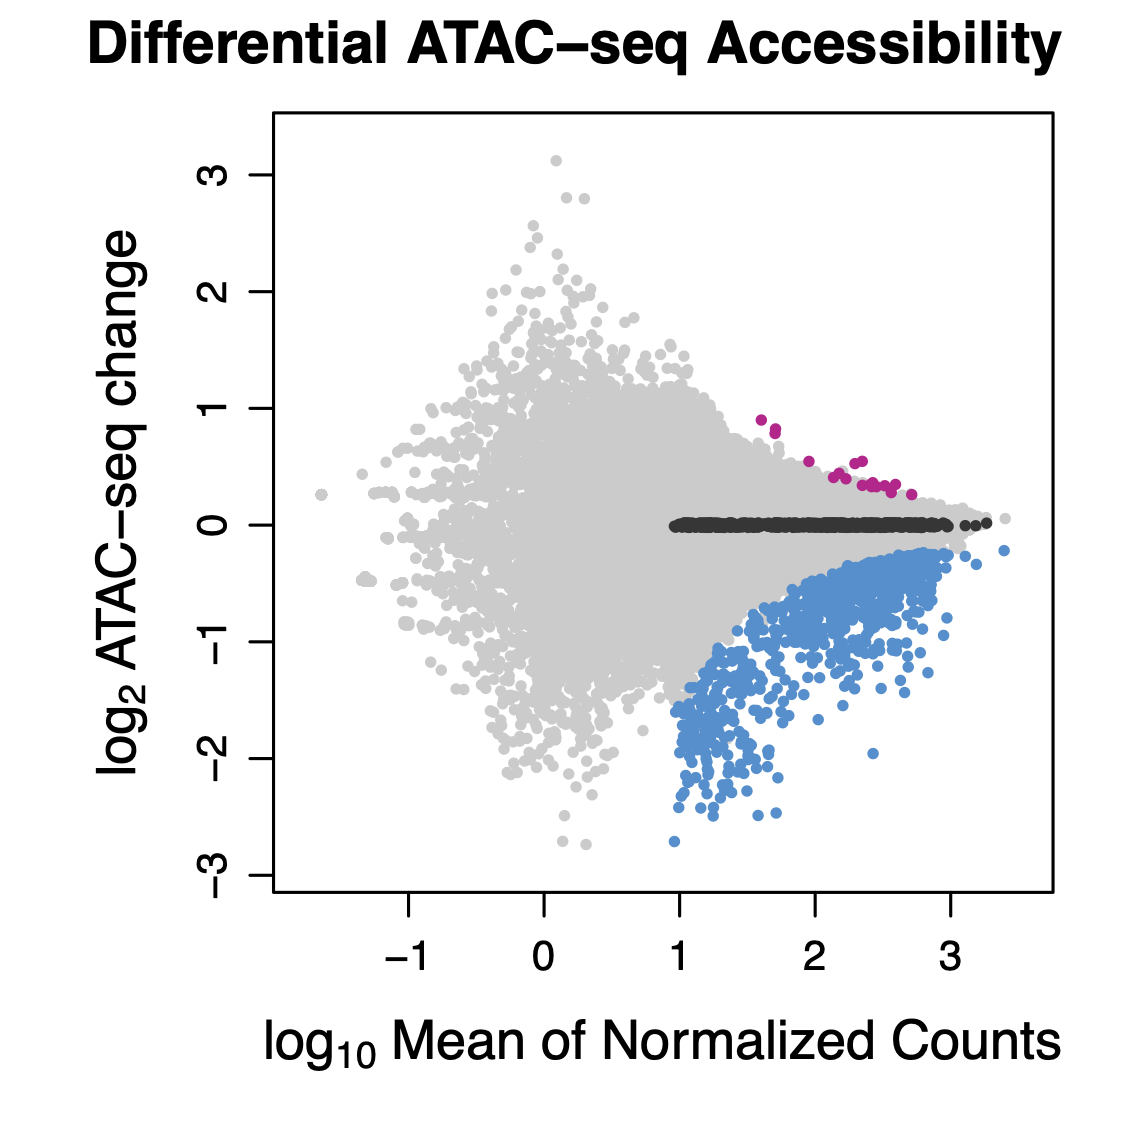 Differential ATAC−seq Accessibility
log₂ ATAC−seq change
3
2
1
0
−1
−2
−3
−1 0 1 2 3
log₁₀ Mean of Normalized Counts